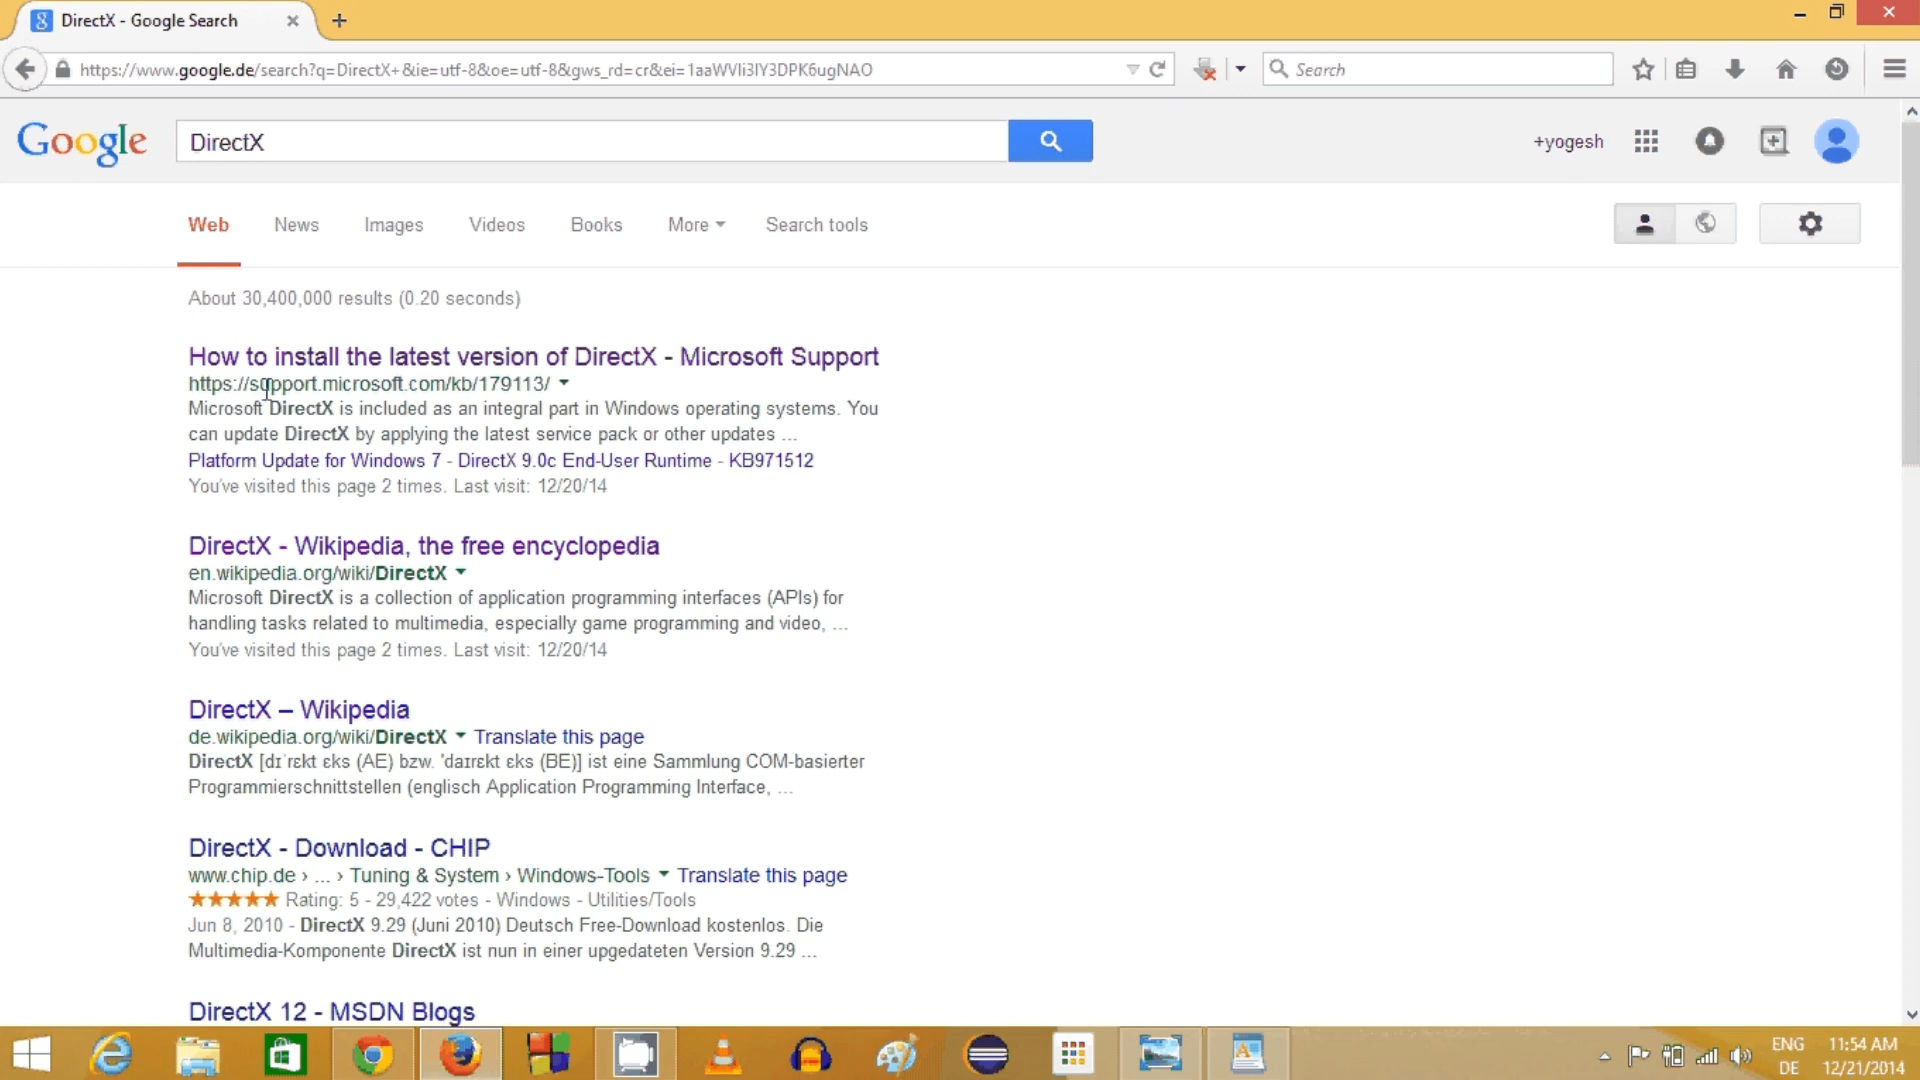 DirectX - Google Search
https://www.google.de/search?q=DirectX+&ie=utf-8&oe=utf-8&gws_rd=cr&ei=1aaWVIi3IY3DPK6ugNAO
Search
Google
DirectX
+yogesh
Web
News
Images
Videos
Books
More
Search tools
About 30,400,000 results (0.20 seconds)
How to install the latest version of DirectX - Microsoft Support
https://support.microsoft.com/kb/179113/
Microsoft DirectX is included as an integral part in Windows operating systems. You
can update DirectX by applying the latest service pack or other updates ...
Platform Update for Windows 7 - DirectX 9.0c End-User Runtime - KB971512
You've visited this page 2 times. Last visit: 12/20/14
DirectX - Wikipedia, the free encyclopedia
en.wikipedia.org/wiki/DirectX
Microsoft DirectX is a collection of application programming interfaces (APIs) for
handling tasks related to multimedia, especially game programming and video, ...
You've visited this page 2 times. Last visit: 12/20/14
DirectX – Wikipedia
de.wikipedia.org/wiki/DirectX Translate this page
DirectX [dɪˈrɛkt ɛks (AE) bzw. ˈdaɪrɛkt ɛks (BE)] ist eine Sammlung COM-basierter
Programmierschnittstellen (englisch Application Programming Interface, ...
DirectX - Download - CHIP
www.chip.de › ... › Tuning & System › Windows-Tools Translate this page
Rating: 5 - 29,422 votes - Windows - Utilities/Tools
Jun 8, 2010 - DirectX 9.29 (Juni 2010) Deutsch Free-Download kostenlos. Die
Multimedia-Komponente DirectX ist nun in einer upgedateten Version 9.29 ...
DirectX 12 - MSDN Blogs
ENG 11:54 AM
DE 12/21/2014